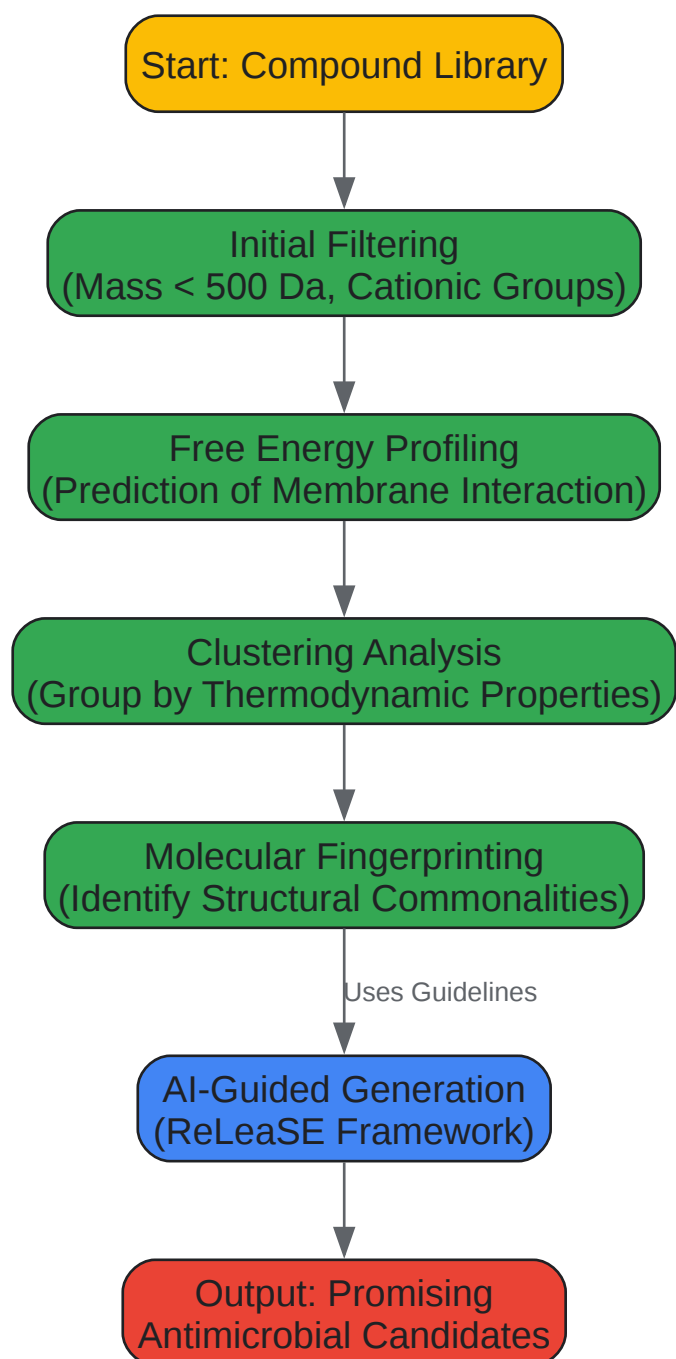 Start: Compound Library
Initial Filtering
(Mass < 500 Da, Cationic Groups)
Free Energy Profiling
(Prediction of Membrane Interaction)
Clustering Analysis
(Group by Thermodynamic Properties)
Molecular Fingerprinting
(Identify Structural Commonalities)
Uses Guidelines
AI-Guided Generation
(ReLeaSE Framework)
Output: Promising
Antimicrobial Candidates